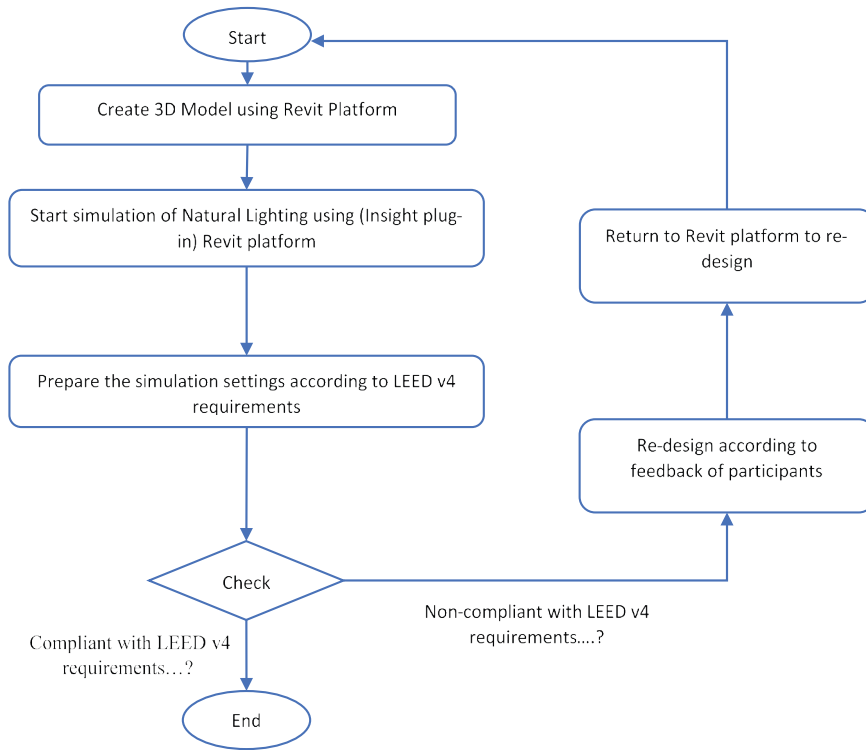 Start
Create 3D Model using Revit Platform
Start simulation of Natural Lighting using (Insight plug-
in) Revit platform
Prepare the simulation settings according to LEED v4
requirements
Check
Compliant with LEED v4
requirements...?
End
Non-compliant with LEED v4
requirements....?
Re-design according to
feedback of participants
Return to Revit platform to re-
design